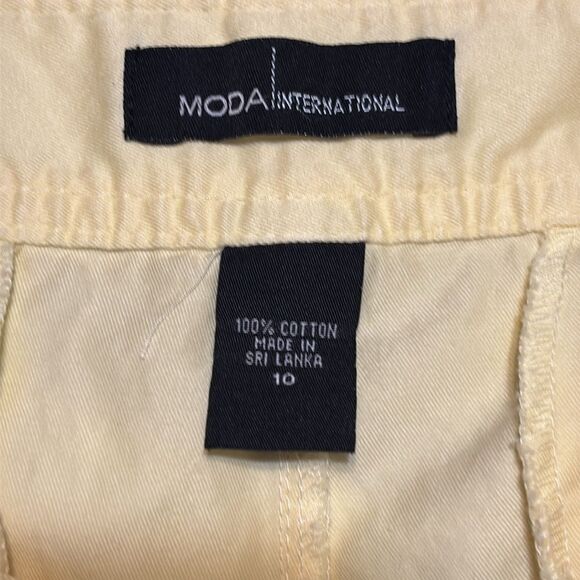 MODA INTERNATIONAL
100% COTTON
MADE IN
SRI LANKA
10